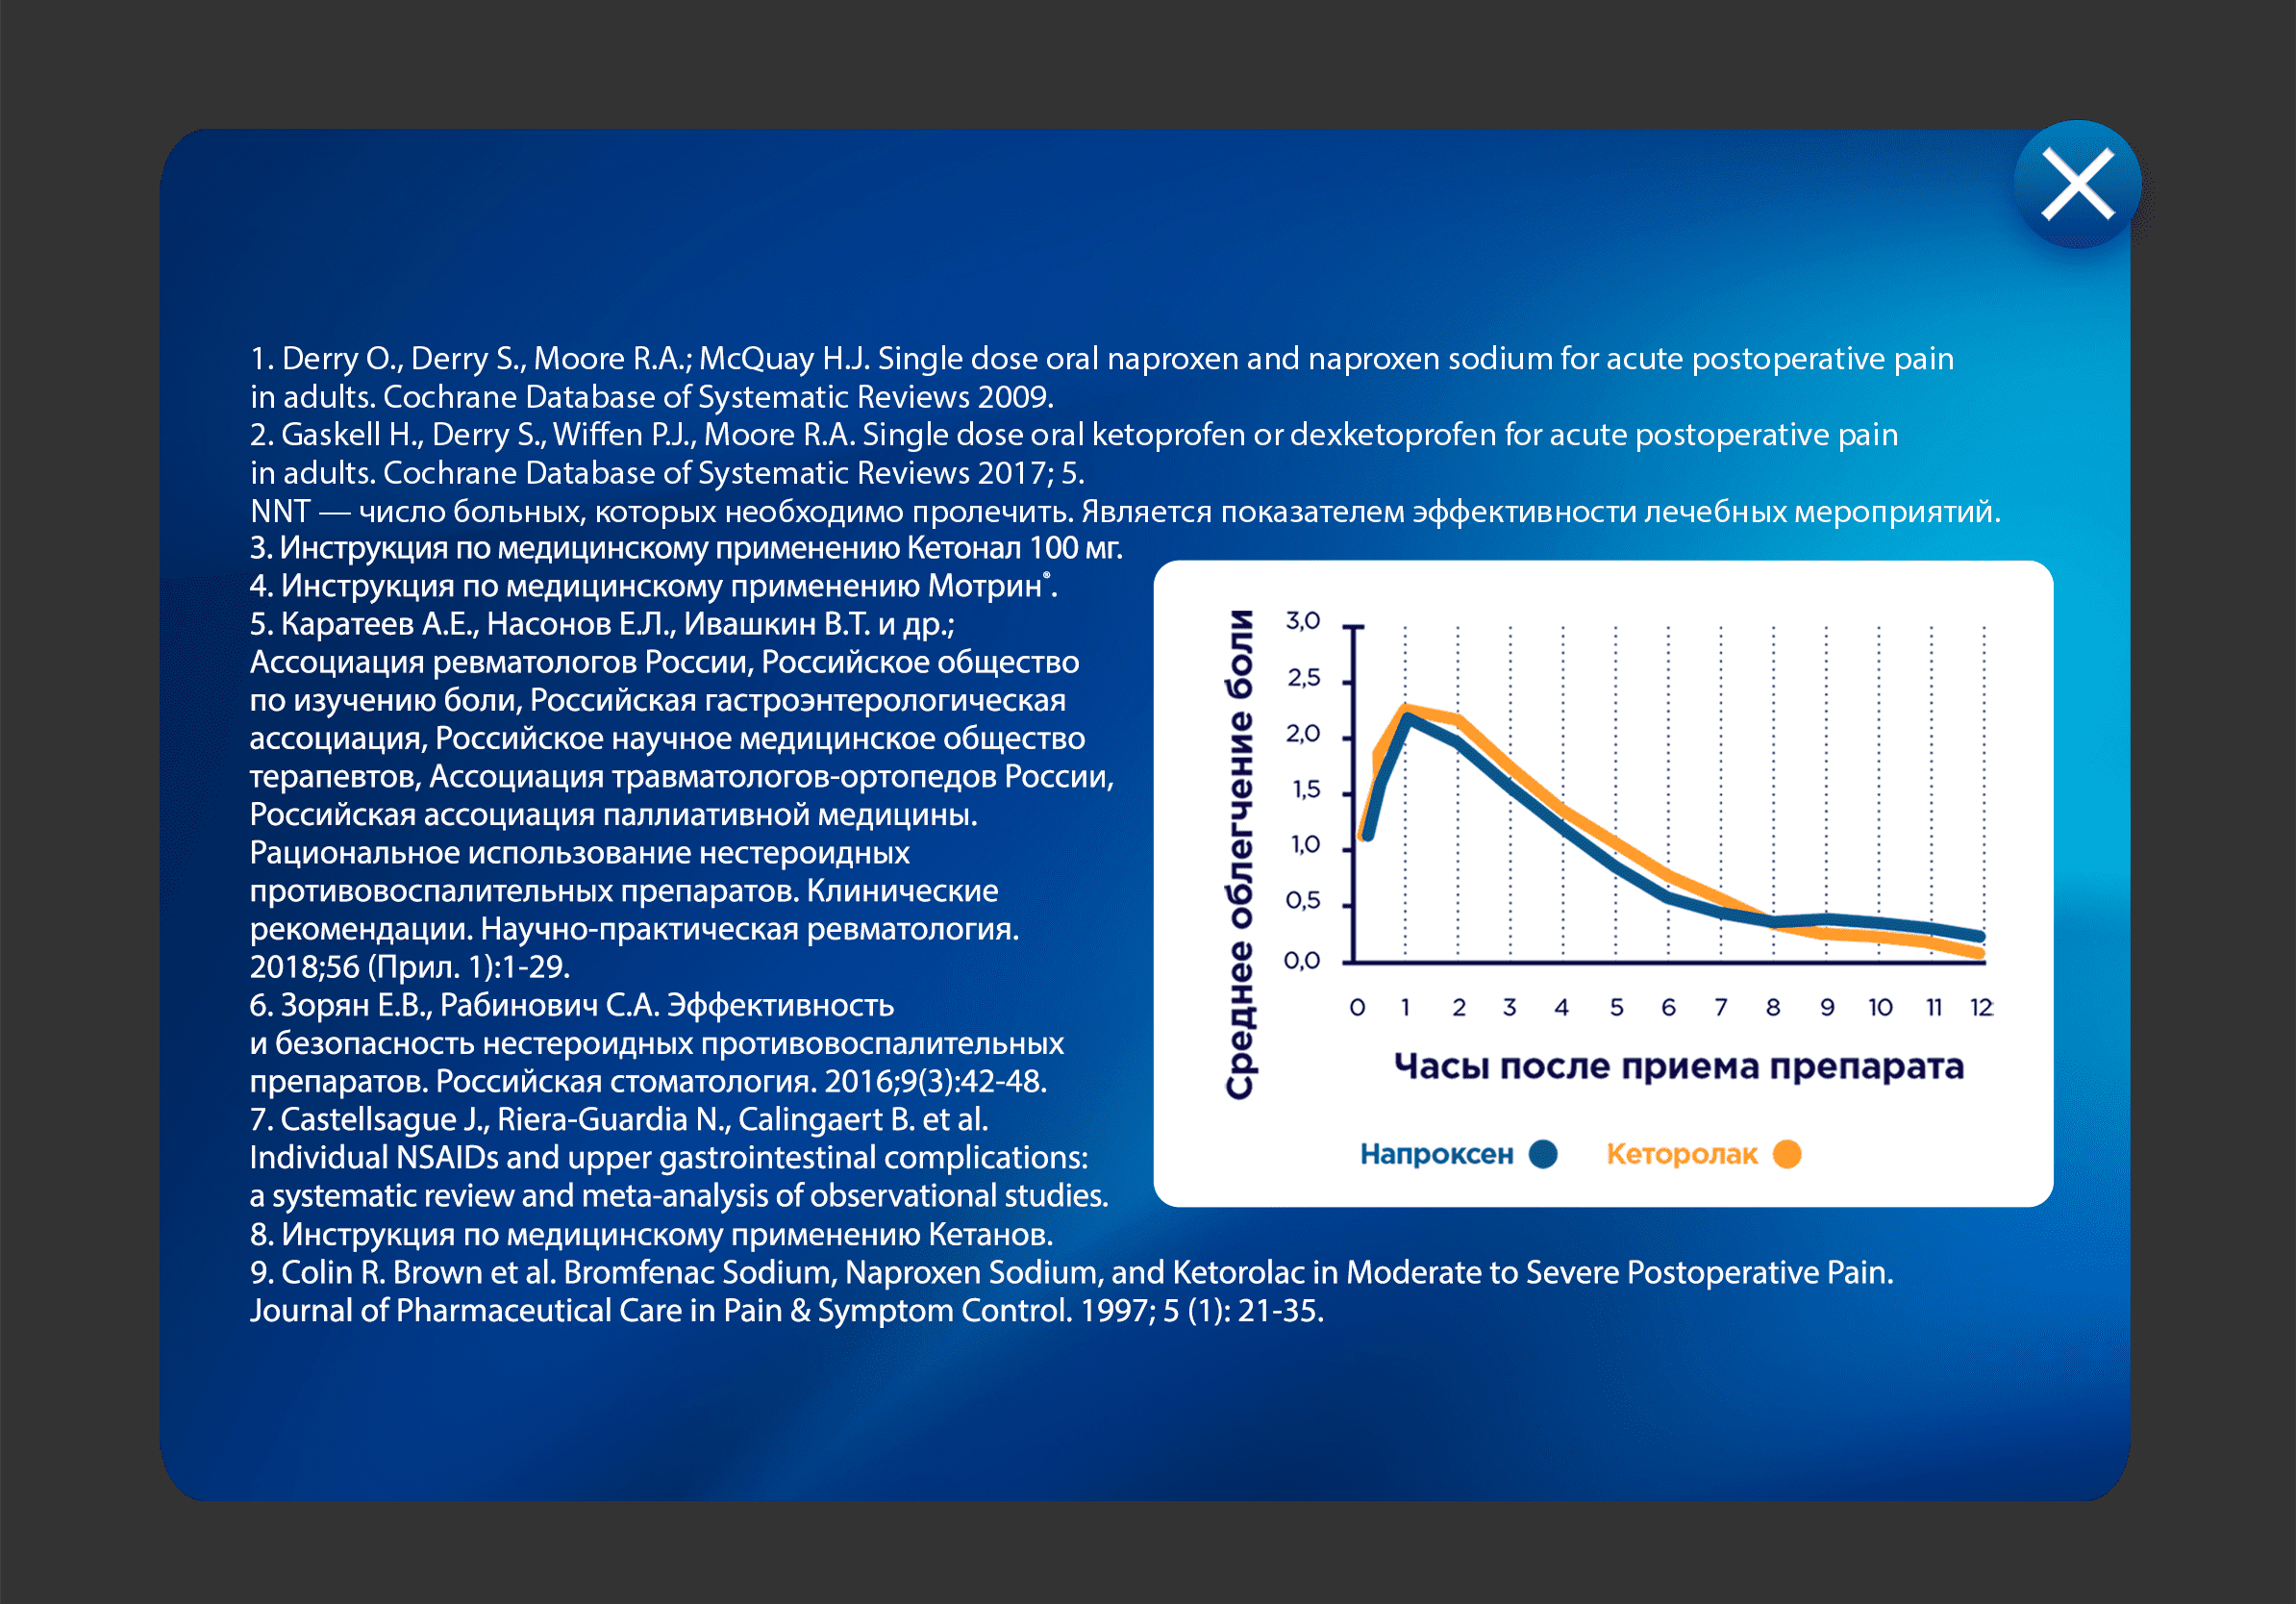 1. Derry O., Derry S., Moore R.A.; McQuay H.J. Single dose oral naproxen and naproxen sodium for acute postoperative pain
in adults. Cochrane Database of Systematic Reviews 2009.
2. Gaskell H., Derry S., Wiffen P.J., Moore R.A. Single dose oral ketoprofen or dexketoprofen for acute postoperative pain
in adults. Cochrane Database of Systematic Reviews 2017; 5.
NNT — число больных, которых необходимо пролечить. Является показателем эффективности лечебных мероприятий.
3. Инструкция по медицинскому применению Кетонал 100 мг.
4. Инструкция по медицинскому применению Мотрин®.
5. Каратеев А.Е., Насонов Е.Л., Ивашкин В.Т. и др.;
Ассоциация ревматологов России, Российское общество
по изучению боли, Российская гастроэнтерологическая
ассоциация, Российское научное медицинское общество
терапевтов, Ассоциация травматологов-ортопедов России,
Российская ассоциация паллиативной медицины.
Рациональное использование нестероидных
противовоспалительных препаратов. Клинические
рекомендации. Научно-практическая ревматология.
2018;56 (Прил. 1):1-29.
6. Зорян Е.В., Рабинович С.А. Эффективность
и безопасность нестероидных противовоспалительных
препаратов. Российская стоматология. 2016;9(3):42-48.
7. Castellsague J., Riera-Guardia N., Calingaert B. et al.
Individual NSAIDs and upper gastrointestinal complications:
a systematic review and meta-analysis of observational studies.
8. Инструкция по медицинскому применению Кетанов.
9. Colin R. Brown et al. Bromfenac Sodium, Naproxen Sodium, and Ketorolac in Moderate to Severe Postoperative Pain.
Journal of Pharmaceutical Care in Pain & Symptom Control. 1997; 5 (1): 21-35.
Среднее облегчение боли
3,0
2,5
2,0
1,5
1,0
0,5
0,0
0 1 2 3 4 5 6 7 8 9 10 11 12
Часы после приема препарата
Напроксен Кеторолак